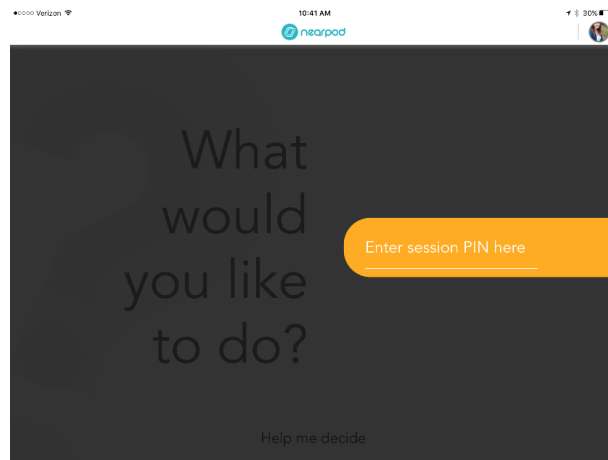 Verizon 10:41 AM 30%
nearpod
What
would
you like
to do?
Enter session PIN here
Help me decide